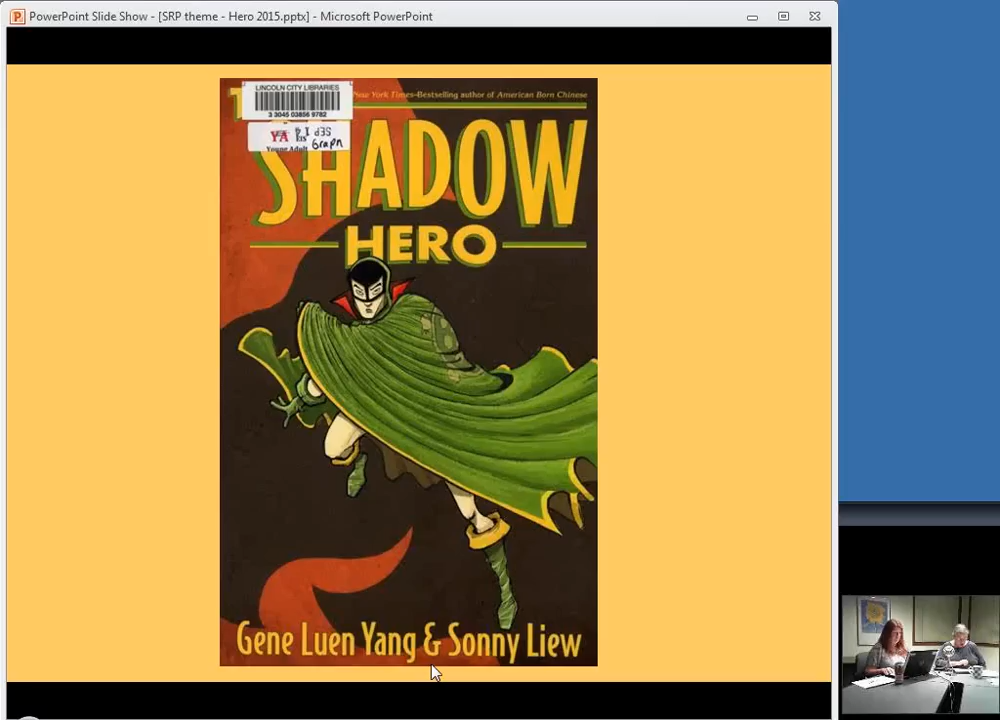 PowerPoint Slide Show - [SRP theme - Hero 2015.pptx] - Microsoft PowerPoint
LINCOLN CITY LIBRARIES
3 3045 03856 9782
York Times-Bestselling author of American Born Chinese
YA
Young Adult
Graph
SHADOW
HERO
Gene Luen Yang & Sonny Liew